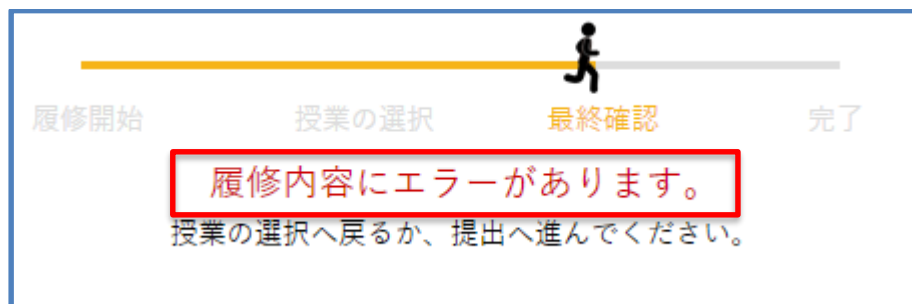 履修開始 授業の選択 最終確認 完了
履修内容にエラーがあります。
授業の選択へ戻るか、提出へ進んでください。